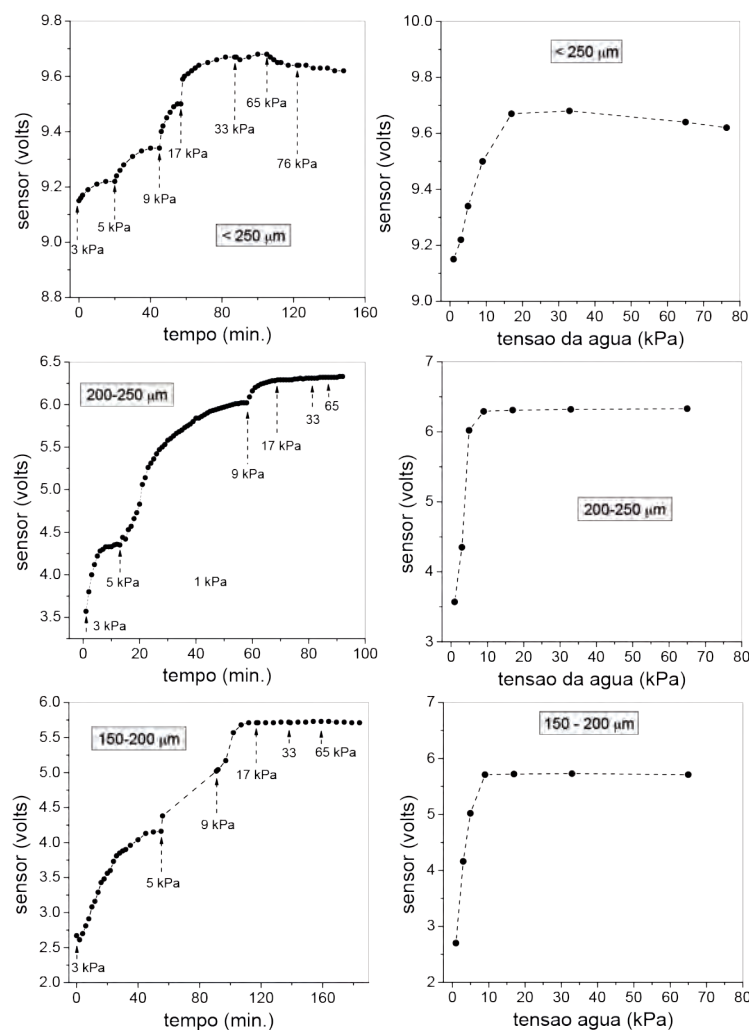 9.8
9.6
9.4
9.2
9.0
8.8
sensor (volts)
3 kPa
5 kPa
9 kPa
17 kPa
33 kPa
65 kPa
76 kPa
< 250 µm
0 40 80 120 160
tempo (min.)
10.0
9.8
9.6
9.4
9.2
9.0
sensor (volts)
< 250 µm
0 10 20 30 40 50 60 70 80
tensao da agua (kPa)
6.5
6.0
5.5
5.0
4.5
4.0
3.5
sensor (volts)
200-250 µm
3 kPa
5 kPa
1 kPa
9 kPa
17 kPa
33
65
0 20 40 60 80 100
tempo (min.)
7
6
5
4
3
sensor (volts)
200-250 µm
0 10 20 30 40 50 60 70 80
tensao da agua (kPa)
6.0
5.5
5.0
4.5
4.0
3.5
3.0
2.5
2.0
sensor (volts)
150-200 µm
3 kPa
5 kPa
9 kPa
17 kPa
33
65 kPa
0 40 80 120 160
tempo (min.)
7
6
5
4
3
2
sensor (volts)
150 - 200 µm
0 10 20 30 40 50 60 70 80
tensao agua (kPa)